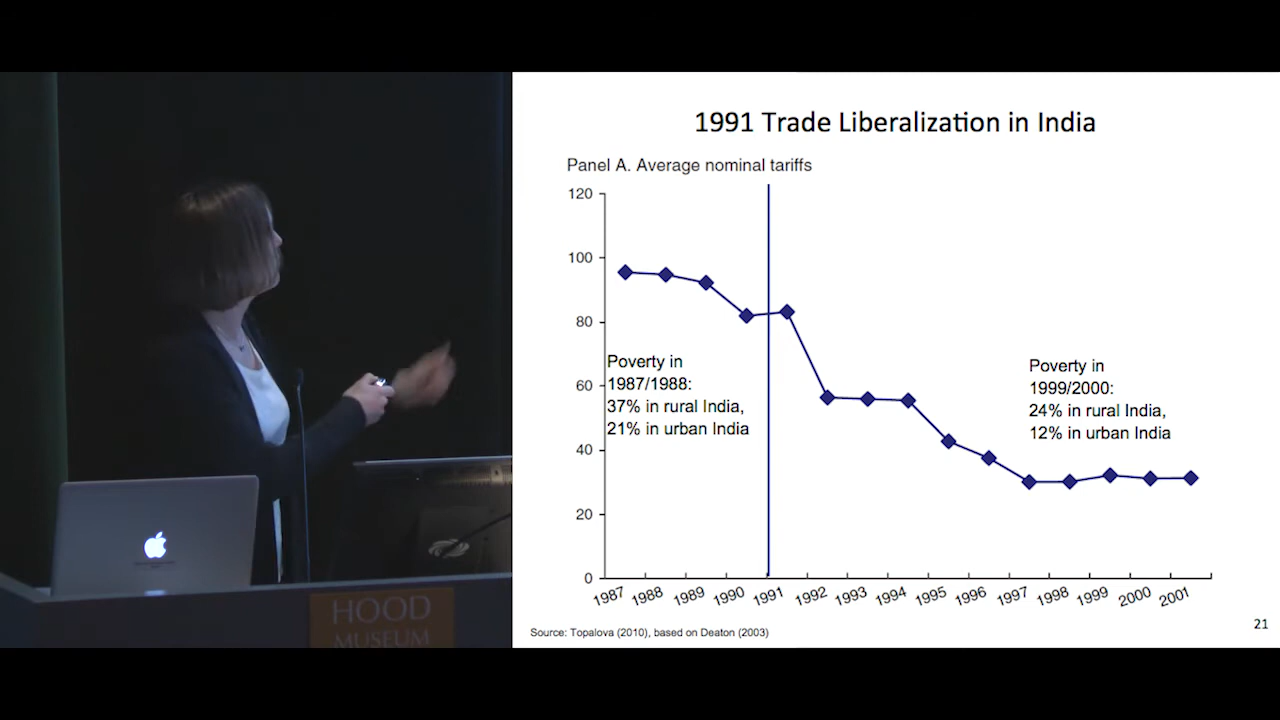 1991 Trade Liberalization in India
Panel A. Average nominal tariffs
120
100
80
60
40
20
0
Poverty in
1987/1988:
37% in rural India,
21% in urban India
Poverty in
1999/2000:
24% in rural India,
12% in urban India
1987 1988 1989 1990 1991 1992 1993 1994 1995 1996 1997 1998 1999 2000 2001
Source: Topalova (2010), based on Deaton (2003)
21
HOOD
MUSEUM